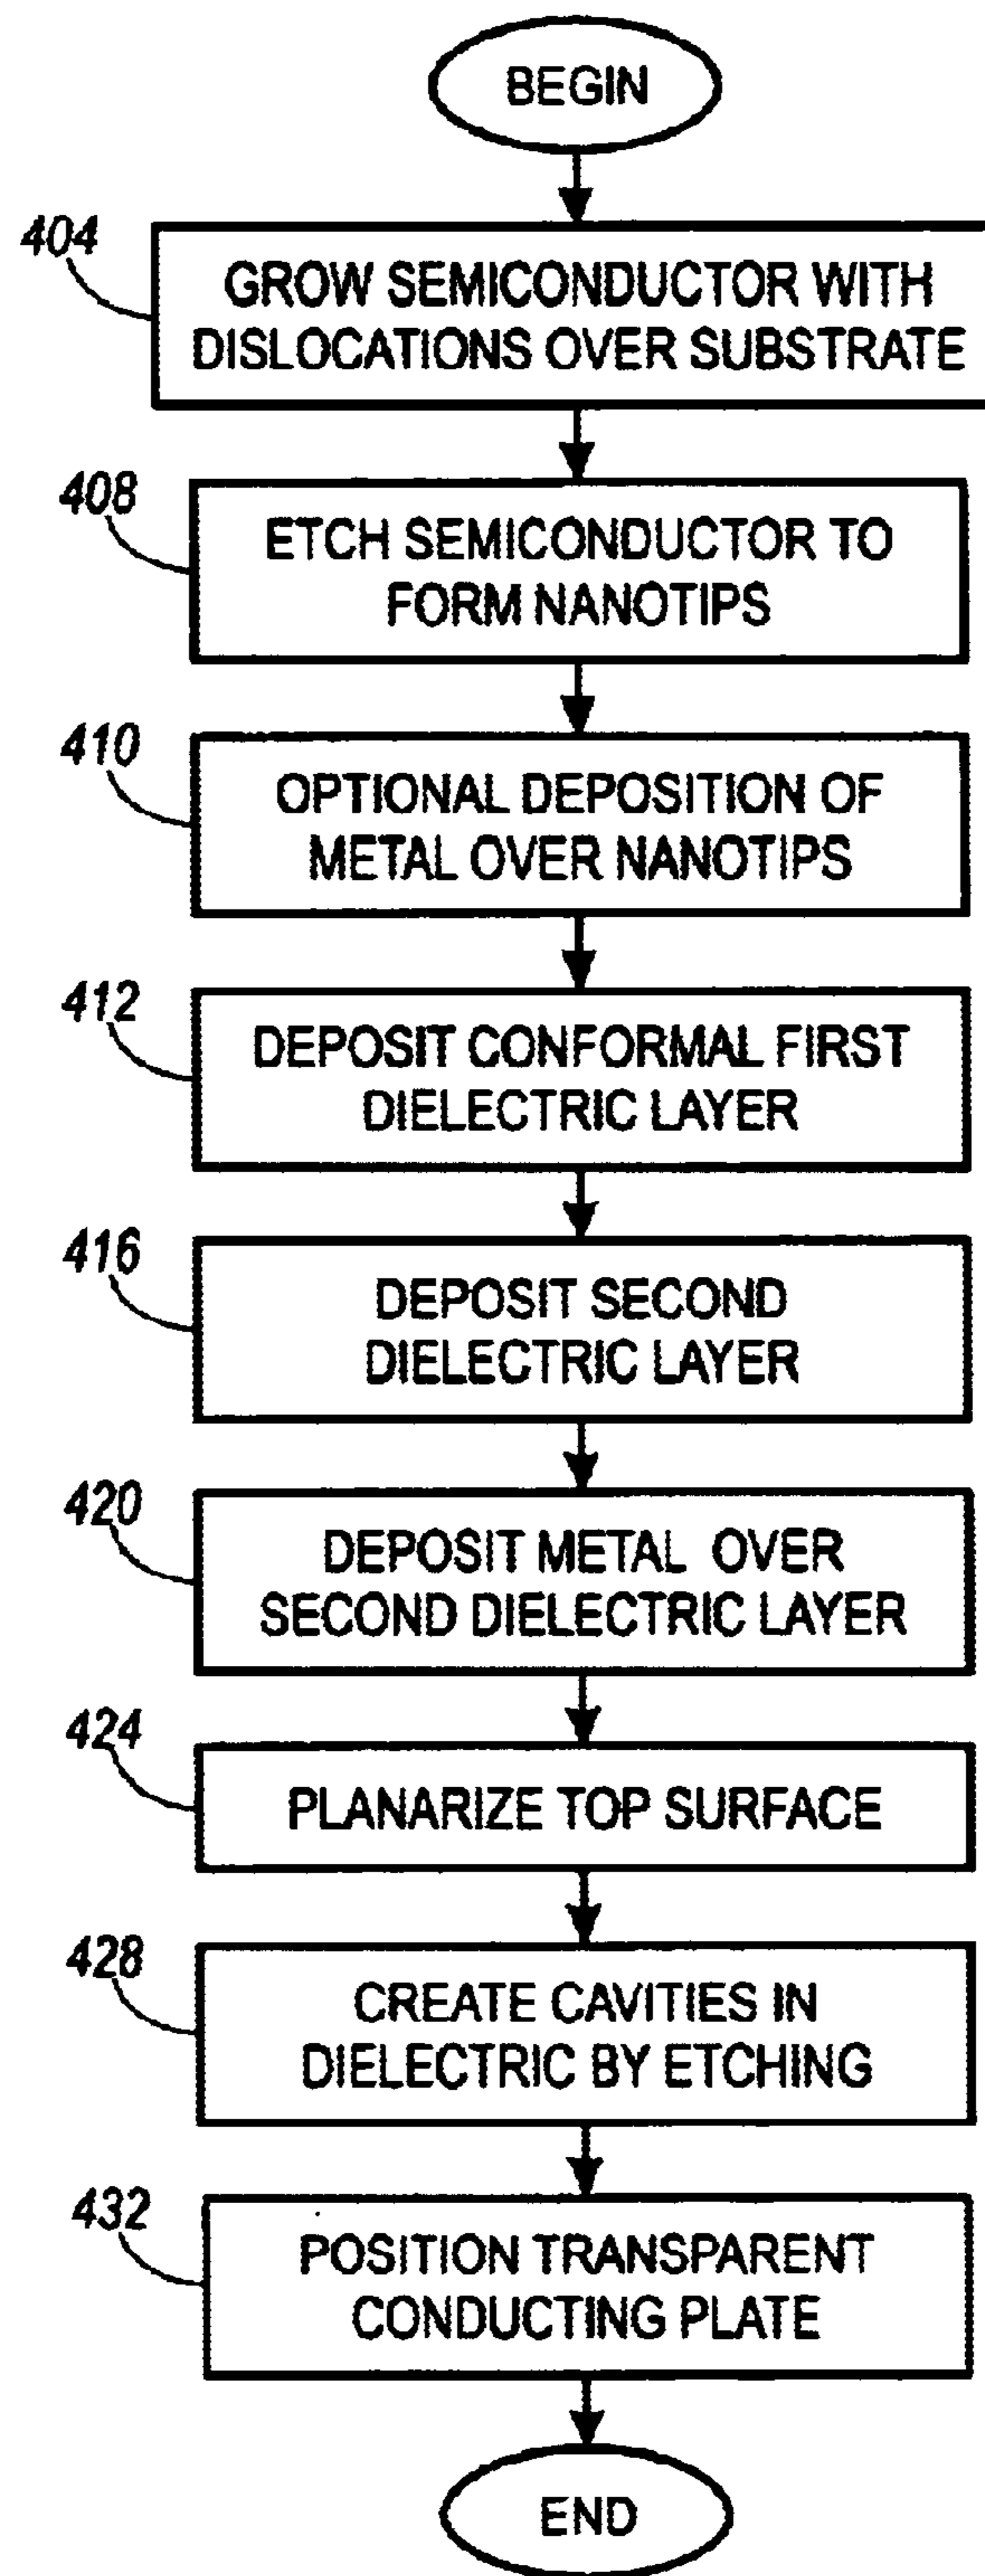 BEGIN
404
GROW SEMICONDUCTOR WITH
DISLOCATIONS OVER SUBSTRATE
408
ETCH SEMICONDUCTOR TO
FORM NANOTIPS
410
OPTIONAL DEPOSITION OF
METAL OVER NANOTIPS
412
DEPOSIT CONFORMAL FIRST
DIELECTRIC LAYER
416
DEPOSIT SECOND
DIELECTRIC LAYER
420
DEPOSIT METAL OVER
SECOND DIELECTRIC LAYER
424
PLANARIZE TOP SURFACE
428
CREATE CAVITIES IN
DIELECTRIC BY ETCHING
432
POSITION TRANSPARENT
CONDUCTING PLATE
END